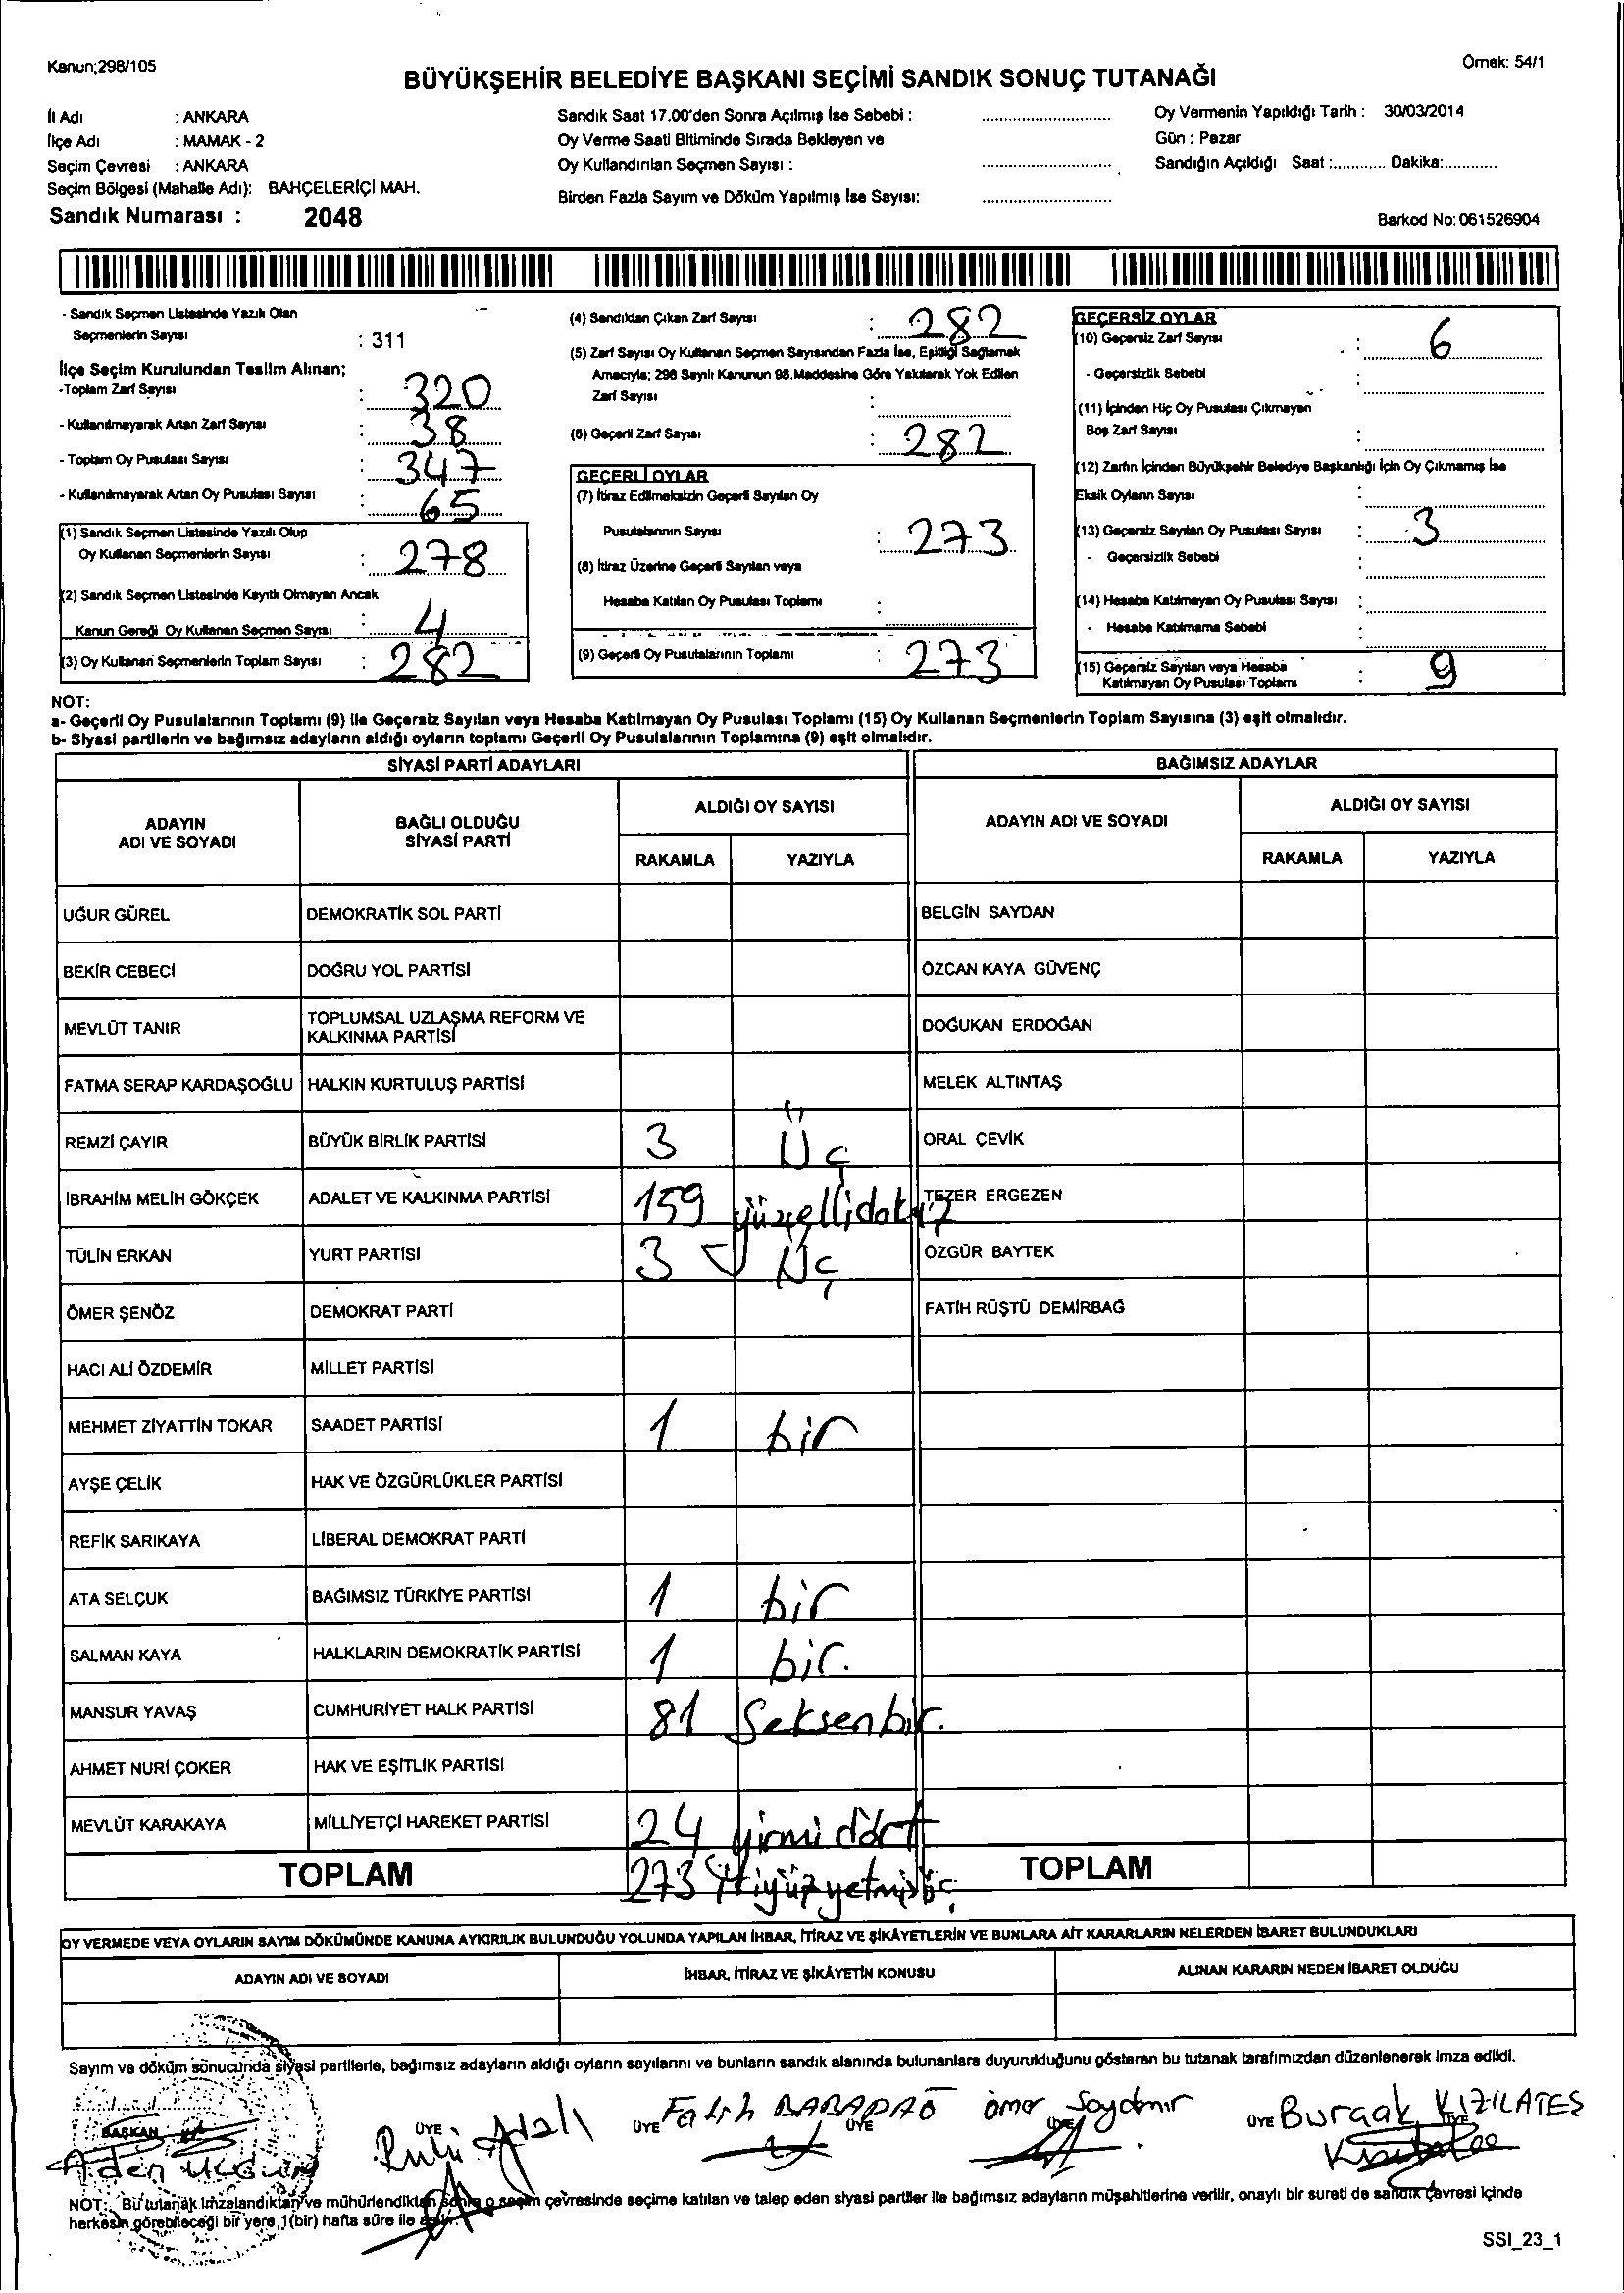 Kanun;298/105
Örnek: 54/1
BÜYÜKŞEHİR BELEDİYE BAŞKANI SEÇİMİ SANDIK SONUÇ TUTANAĞI
İl Adı : ANKARA
İlçe Adı : MAMAK - 2
Seçim Çevresi : ANKARA
Seçim Bölgesi (Mahalle Adı): BAHÇELERİÇİ MAH.
Sandık Numarası : 2048
Sandık Saat 17.00'den Sonra Açılmış İse Sebebi :
Oy Verme Saati Bitiminde Sırada Bekleyen ve
Oy Kullandırılan Seçmen Sayısı :
Birden Fazla Sayım ve Döküm Yapılmış İse Sayısı:
Oy Vermenin Yapıldığı Tarih : 30/03/2014
Gün : Pazar
Sandığın Açıldığı Saat :............. Dakika:............
Barkod No: 061526904
- Sandık Seçmen Listesinde Yazılı Olan
Seçmenlerin Sayısı : 311
İlçe Seçim Kurulundan Teslim Alınan;
-Toplam Zarf Sayısı : 320
- Kullanılmayarak Artan Zarf Sayısı : 38
- Toplam Oy Pusulası Sayısı : 347
- Kullanılmayarak Artan Oy Pusulası Sayısı : 65
(1) Sandık Seçmen Listesinde Yazılı Olup
Oy Kullanan Seçmenlerin Sayısı : 278
(2) Sandık Seçmen Listesinde Kayıtlı Olmayan Ancak
Kanun Gereği Oy Kullanan Seçmen Sayısı : 4
(3) Oy Kullanan Seçmenlerin Toplam Sayısı : 282
(4) Sandıktan Çıkan Zarf Sayısı : 282
(5) Zarf Sayısı Oy Kullanan Seçmen Sayısından Fazla İse, Eşitliği Sağlamak
Amacıyla; 298 Sayılı Kanunun 98.Maddesine Göre Yakılarak Yok Edilen
Zarf Sayısı :
(6) Geçerli Zarf Sayısı : 282
GEÇERLİ OYLAR
(7) İtiraz Edilmeksizin Geçerli Sayılan Oy
Pusulalarının Sayısı : 273
(8) İtiraz Üzerine Geçerli Sayılan veya
Hesaba Katılan Oy Pusulası Toplamı :
(9) Geçerli Oy Pusulalarının Toplamı : 273
GEÇERSİZ OYLAR
(10) Geçersiz Zarf Sayısı : 6
- Geçersizlik Sebebi
(11) İçinden Hiç Oy Pusulası Çıkmayan
Boş Zarf Sayısı :
(12) Zarfın İçinden Büyükşehir Belediye Başkanlığı İçin Oy Çıkmamış İse
Eksik Oyların Sayısı :
(13) Geçersiz Sayılan Oy Pusulası Sayısı : 3
- Geçersizlik Sebebi :
(14) Hesaba Katılmayan Oy Pusulası Sayısı :
- Hesaba Katılmama Sebebi :
(15) Geçersiz Sayılan veya Hesaba
Katılmayan Oy Pusulası Toplamı : 9
NOT:
a- Geçerli Oy Pusulalarının Toplamı (9) ile Geçersiz Sayılan veya Hesaba Katılmayan Oy Pusulası Toplamı (15) Oy Kullanan Seçmenlerin Toplam Sayısına (3) eşit olmalıdır.
b- Siyasi partilerin ve bağımsız adayların aldığı oyların toplamı Geçerli Oy Pusulalarının Toplamına (9) eşit olmalıdır.
SİYASİ PARTİ ADAYLARI
BAĞIMSIZ ADAYLAR
ADAYIN
ADI VE SOYADI
BAĞLI OLDUĞU
SİYASİ PARTİ
ALDIĞI OY SAYISI
RAKAMLA YAZIYLA
ADAYIN ADI VE SOYADI
ALDIĞI OY SAYISI
RAKAMLA YAZIYLA
UĞUR GÜREL DEMOKRATİK SOL PARTİ BELGİN SAYDAN
BEKİR CEBECİ DOĞRU YOL PARTİSİ ÖZCAN KAYA GÜVENÇ
MEVLÜT TANIR TOPLUMSAL UZLAŞMA REFORM VE
KALKINMA PARTİSİ DOĞUKAN ERDOĞAN
FATMA SERAP KARDAŞOĞLU HALKIN KURTULUŞ PARTİSİ MELEK ALTINTAŞ
REMZİ ÇAYIR BÜYÜK BİRLİK PARTİSİ 3 Üç ORAL ÇEVİK
İBRAHİM MELİH GÖKÇEK ADALET VE KALKINMA PARTİSİ 159 yüzellidokuz TEZER ERGEZEN
TÜLİN ERKAN YURT PARTİSİ 3 Üç ÖZGÜR BAYTEK
ÖMER ŞENÖZ DEMOKRAT PARTİ FATİH RÜŞTÜ DEMİRBAĞ
HACI ALİ ÖZDEMİR MİLLET PARTİSİ
MEHMET ZİYATTİN TOKAR SAADET PARTİSİ 1 bir
AYŞE ÇELİK HAK VE ÖZGÜRLÜKLER PARTİSİ
REFİK SARIKAYA LİBERAL DEMOKRAT PARTİ
ATA SELÇUK BAĞIMSIZ TÜRKİYE PARTİSİ 1 bir
SALMAN KAYA HALKLARIN DEMOKRATİK PARTİSİ 1 bir.
MANSUR YAVAŞ CUMHURİYET HALK PARTİSİ 81 Seksenbir.
AHMET NURİ ÇOKER HAK VE EŞİTLİK PARTİSİ
MEVLÜT KARAKAYA MİLLİYETÇİ HAREKET PARTİSİ 24 yirmi dört
TOPLAM 273 ikiyüzyetmişüç TOPLAM
OY VERMEDE VEYA OYLARIN SAYIM DÖKÜMÜNDE KANUNA AYKIRILIK BULUNDUĞU YOLUNDA YAPILAN İHBAR, İTİRAZ VE ŞİKÂYETLERİN VE BUNLARA AİT KARARLARIN NELERDEN İBARET BULUNDUKLARI
ADAYIN ADI VE SOYADI İHBAR, İTİRAZ VE ŞİKÂYETİN KONUSU ALINAN KARARIN NEDEN İBARET OLDUĞU
Sayım ve döküm sonucunda siyasi partilerle, bağımsız adayların aldığı oyların sayılarını ve bunların sandık alanında bulunanlara duyurulduğunu gösteren bu tutanak tarafımızdan düzenlenerek imza edildi.
BAŞKAN ÜYE ÜYE ÜYE ÜYE ÜYE ÜYE
Fatih Ömer Burçak KIZILATEŞ
NOT: Bu tutanak imzalandıktan ve mühürlendikten sonra o seçim çevresinde seçime katılan ve talep eden siyasi partiler ile bağımsız adayların müşahitlerine verilir, onaylı bir sureti de sandık çevresi içinde
herkesin görebileceği bir yere 1(bir) hafta süre ile asılır.
SSI_23_1